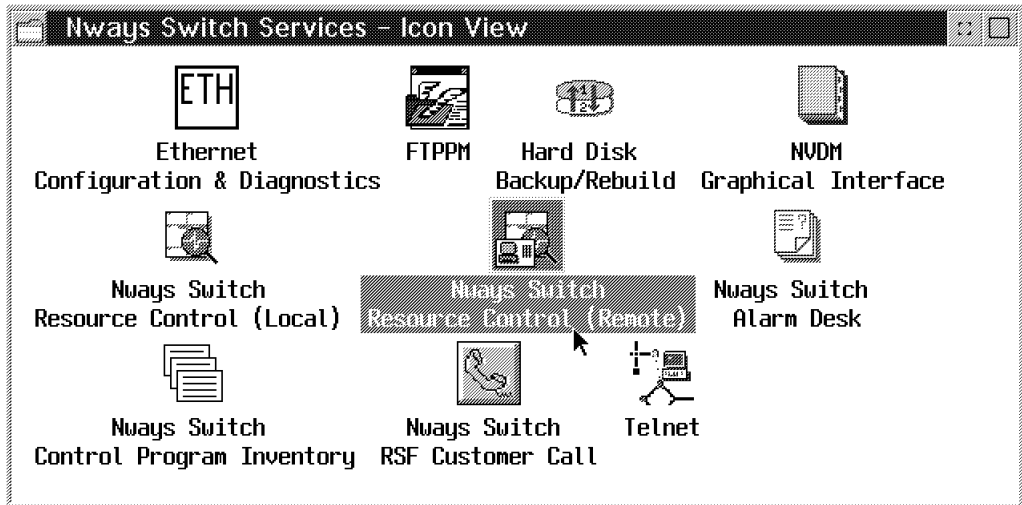 Nways Switch Services - Icon View
ETH
Ethernet
Configuration & Diagnostics
FTPPM
Hard Disk
Backup/Rebuild
NVDM
Graphical Interface
Nways Switch
Resource Control (Local)
Nways Switch
Resource Control (Remote)
Nways Switch
Alarm Desk
Nways Switch
Control Program Inventory
Nways Switch
RSF Customer Call
Telnet